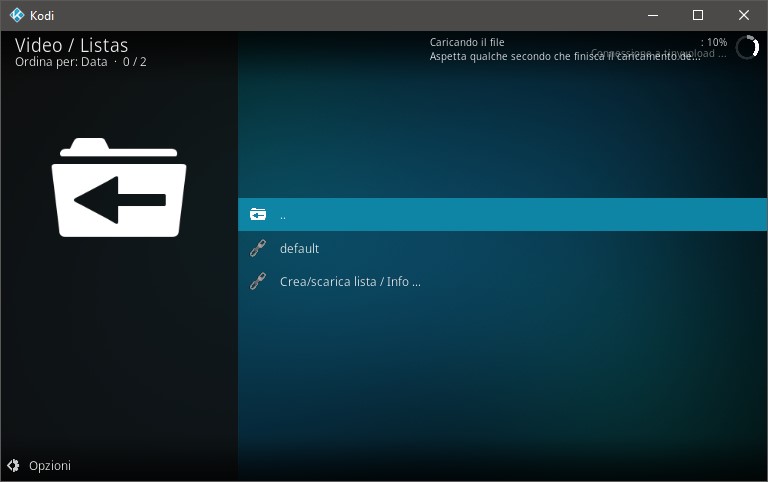 Kodi
Video / Listas
Ordina per: Data · 0 / 2
Caricando il file : 10%
Connessione a tinyupload ...
Aspetta qualche secondo che finisca il caricamento de...
..
default
Crea/scarica lista / Info ...
Opzioni